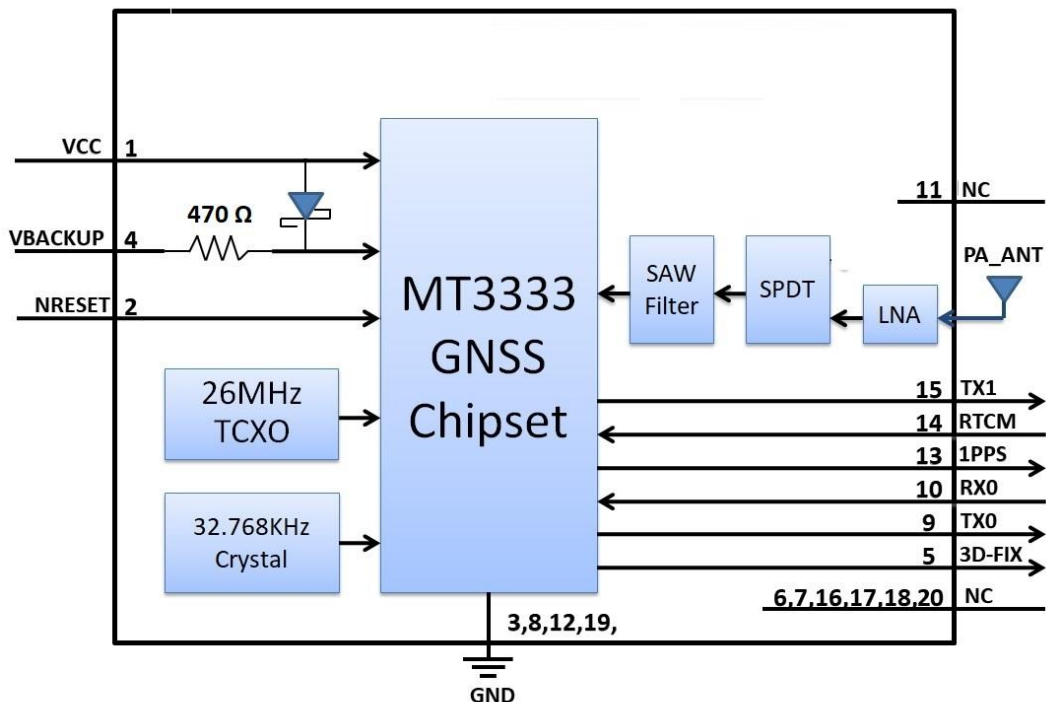 VCC 1
470 Ω
VBACKUP 4
NRESET 2
26MHz
TCXO
32.768KHz
Crystal
MT3333
GNSS
Chipset
SAW
Filter
SPDT
LNA
11 NC
PA_ANT
15 TX1
14 RTCM
13 1PPS
10 RX0
9 TX0
5 3D-FIX
6,7,16,17,18,20 NC
3,8,12,19,
GND